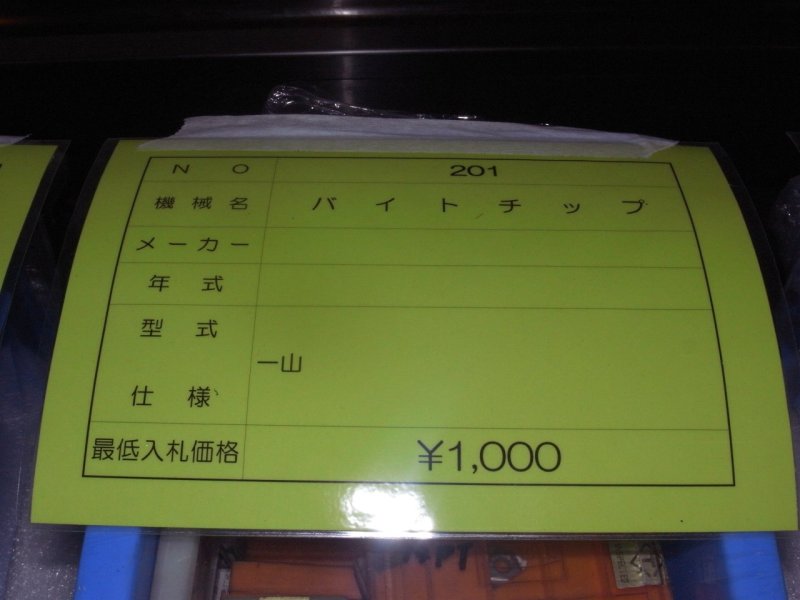 NO 201
機械名 バイトチップ
メーカー
年式
型式
一山
仕様
最低入札価格 ¥1,000